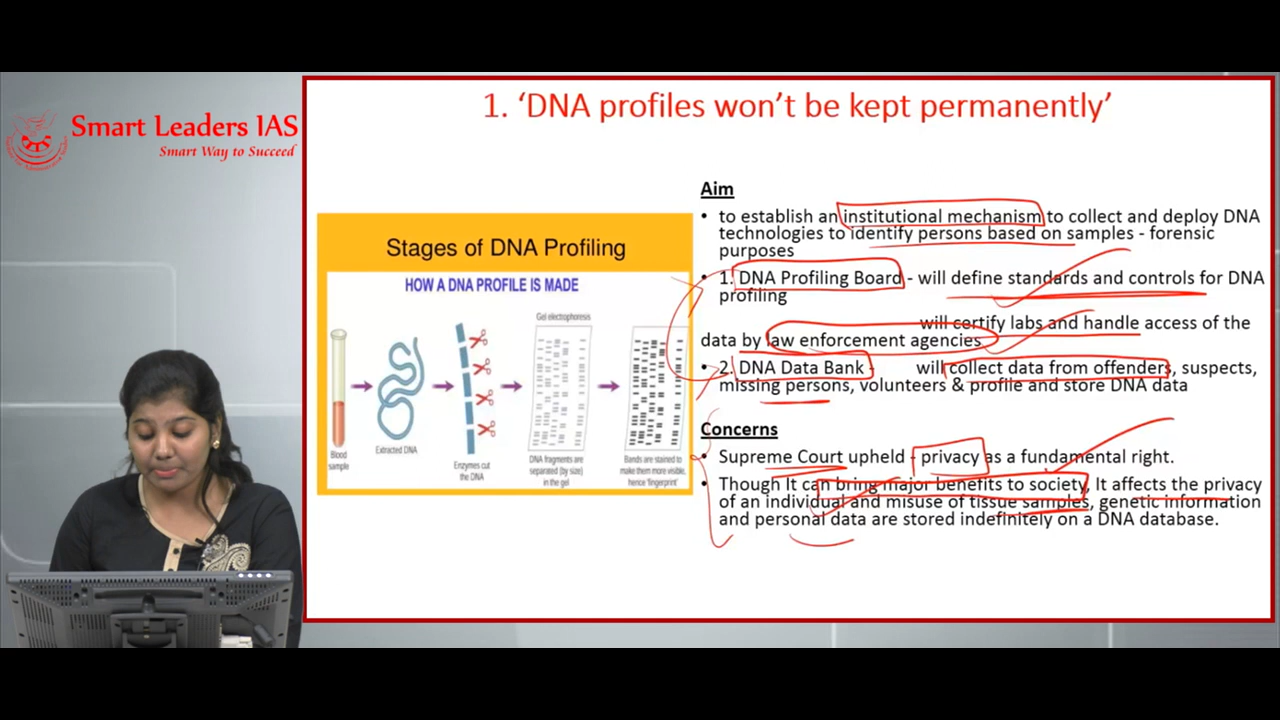 Smart Leaders IAS
Smart Way to Succeed
1. ‘DNA profiles won’t be kept permanently’
Stages of DNA Profiling
HOW A DNA PROFILE IS MADE
Gel electrophoresis
Blood
sample
Extracted DNA
Enzymes cut
the DNA
DNA fragments are
separated (by size)
in the gel
Bands are stained to
make them more visible,
hence 'fingerprint'
Aim
• to establish an institutional mechanism to collect and deploy DNA
technologies to identify persons based on samples - forensic
purposes
• 1. DNA Profiling Board - will define standards and controls for DNA
profiling
will certify labs and handle access of the
data by law enforcement agencies
• 2. DNA Data Bank - will collect data from offenders, suspects,
missing persons, volunteers & profile and store DNA data
Concerns
• Supreme Court upheld - privacy as a fundamental right.
• Though It can bring major benefits to society, It affects the privacy
of an individual and misuse of tissue samples, genetic information
and personal data are stored indefinitely on a DNA database.